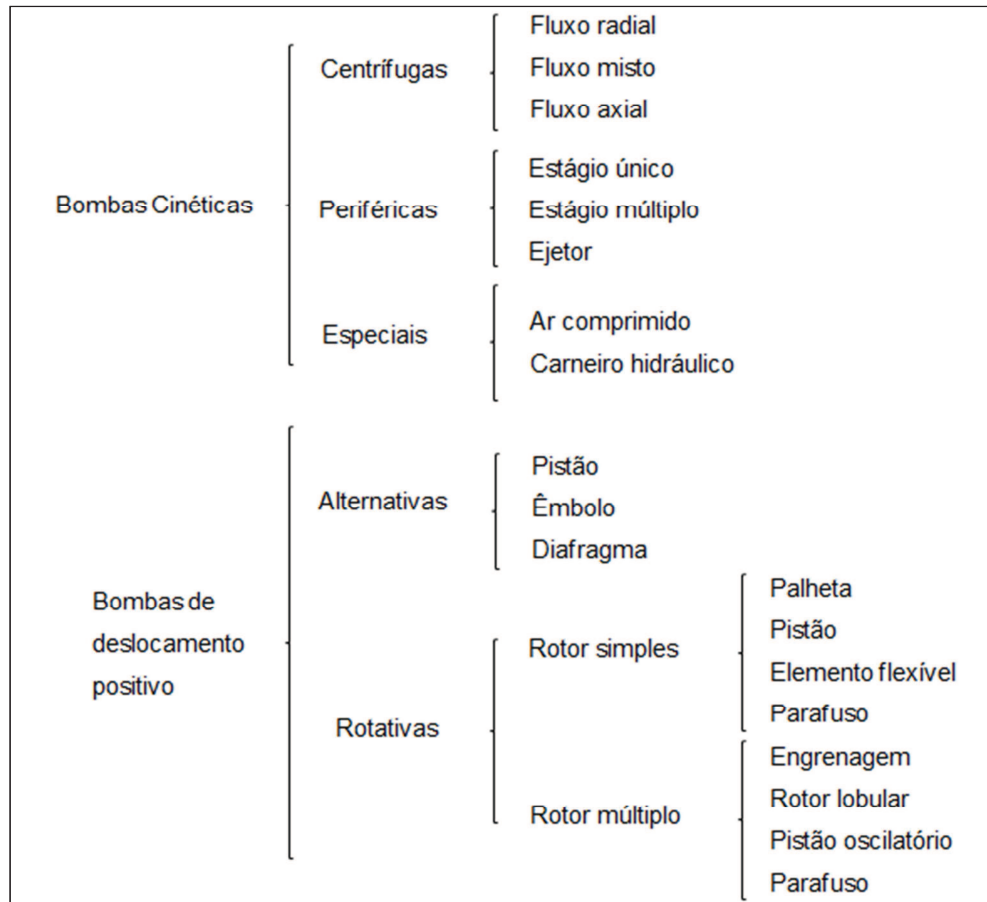 Bombas Cinéticas
Centrífugas
Fluxo radial
Fluxo misto
Fluxo axial
Periféricas
Estágio único
Estágio múltiplo
Ejetor
Especiais
Ar comprimido
Carneiro hidráulico
Bombas de
deslocamento
positivo
Alternativas
Pistão
Êmbolo
Diafragma
Rotativas
Rotor simples
Palheta
Pistão
Elemento flexível
Parafuso
Rotor múltiplo
Engrenagem
Rotor lobular
Pistão oscilatório
Parafuso